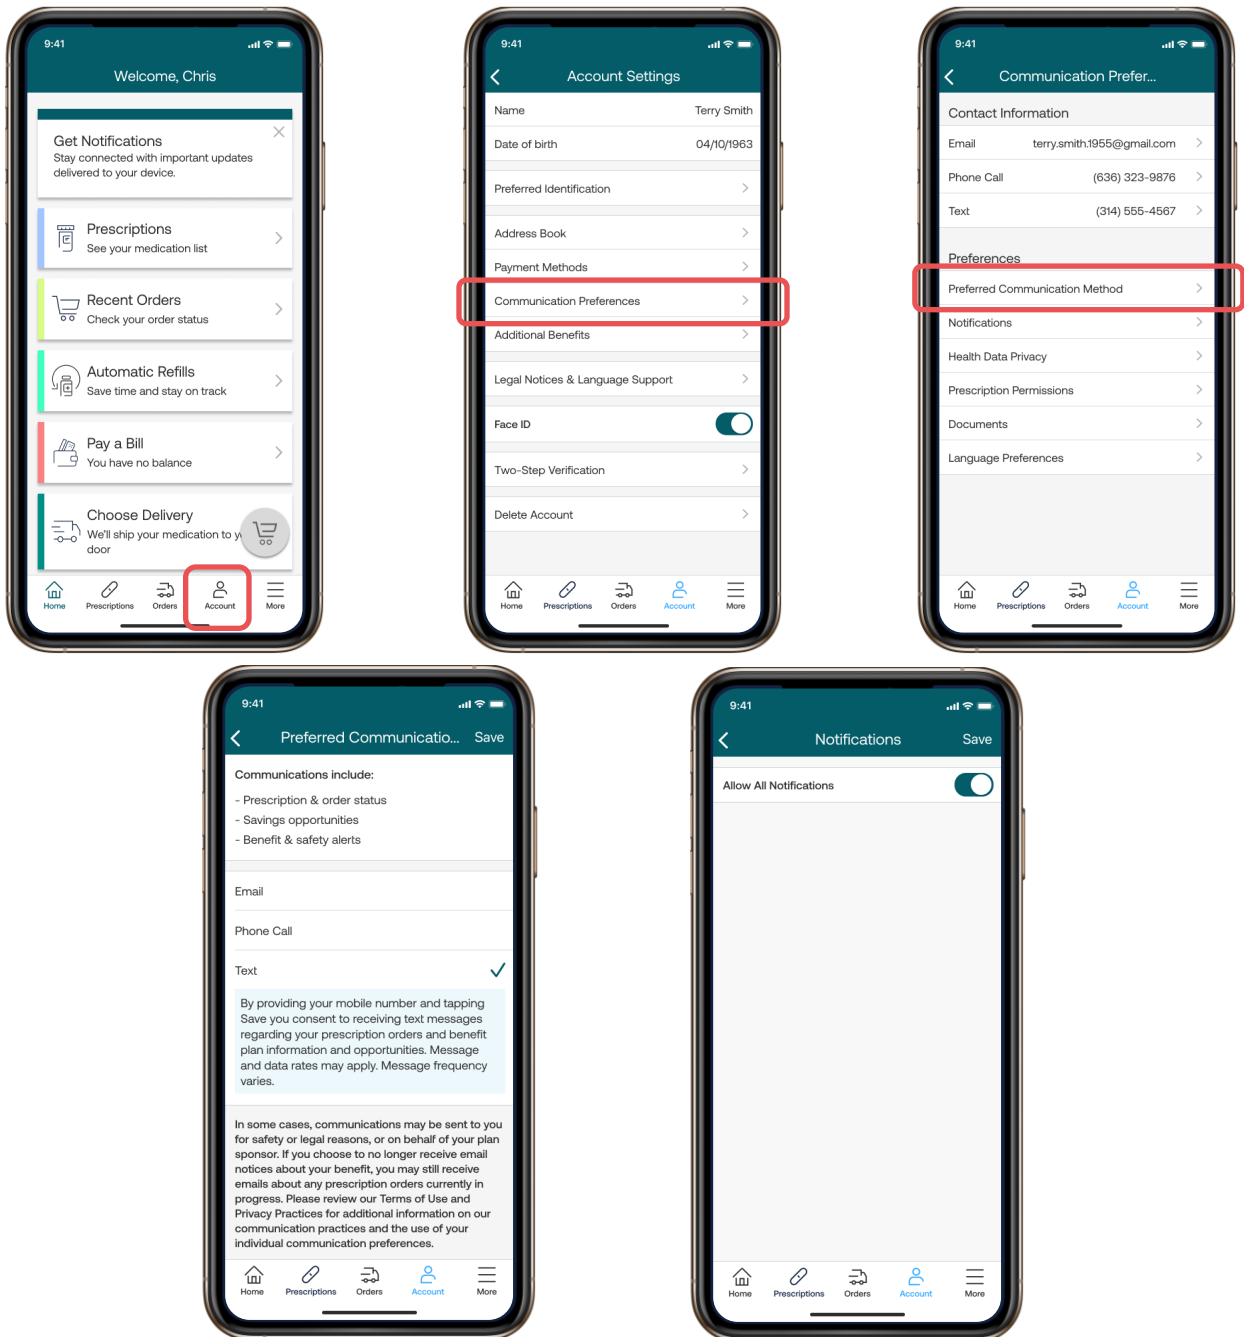 9:41
Welcome, Chris
Get Notifications
Stay connected with important updates
delivered to your device.
Prescriptions
See your medication list
Recent Orders
Check your order status
Automatic Refills
Save time and stay on track
Pay a Bill
You have no balance
Choose Delivery
We'll ship your medication to y
door
Home Prescriptions Orders Account More
9:41
Account Settings
Name Terry Smith
Date of birth 04/10/1963
Preferred Identification
Address Book
Payment Methods
Communication Preferences
Additional Benefits
Legal Notices & Language Support
Face ID
Two-Step Verification
Delete Account
Home Prescriptions Orders Account More
9:41
Communication Prefer...
Contact Information
Email terry.smith.1955@gmail.com
Phone Call (636) 323-9876
Text (314) 555-4567
Preferences
Preferred Communication Method
Notifications
Health Data Privacy
Prescription Permissions
Documents
Language Preferences
Home Prescriptions Orders Account More
9:41
Preferred Communicatio... Save
Communications include:
- Prescription & order status
- Savings opportunities
- Benefit & safety alerts
Email
Phone Call
Text
By providing your mobile number and tapping
Save you consent to receiving text messages
regarding your prescription orders and benefit
plan information and opportunities. Message
and data rates may apply. Message frequency
varies.
In some cases, communications may be sent to you
for safety or legal reasons, or on behalf of your plan
sponsor. If you choose to no longer receive email
notices about your benefit, you may still receive
emails about any prescription orders currently in
progress. Please review our Terms of Use and
Privacy Practices for additional information on our
communication practices and the use of your
individual communication preferences.
Home Prescriptions Orders Account More
9:41
Notifications Save
Allow All Notifications
Home Prescriptions Orders Account More